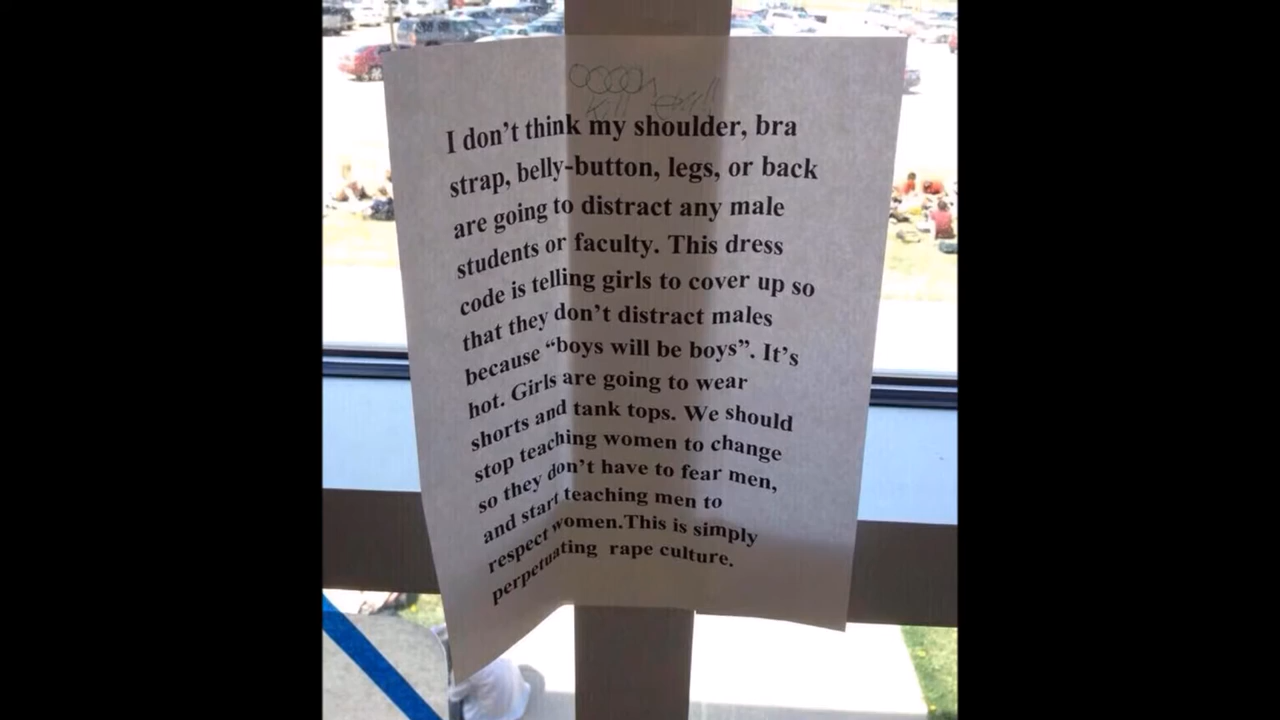 ooooh
kill
I don't think my shoulder, bra
strap, belly-button, legs, or back
are going to distract any male
students or faculty. This dress
code is telling girls to cover up so
that they don't distract males
because “boys will be boys”. It's
hot. Girls are going to wear
shorts and tank tops. We should
stop teaching women to change
so they don't have to fear men,
and start teaching men to
respect women.This is simply
perpetuating rape culture.